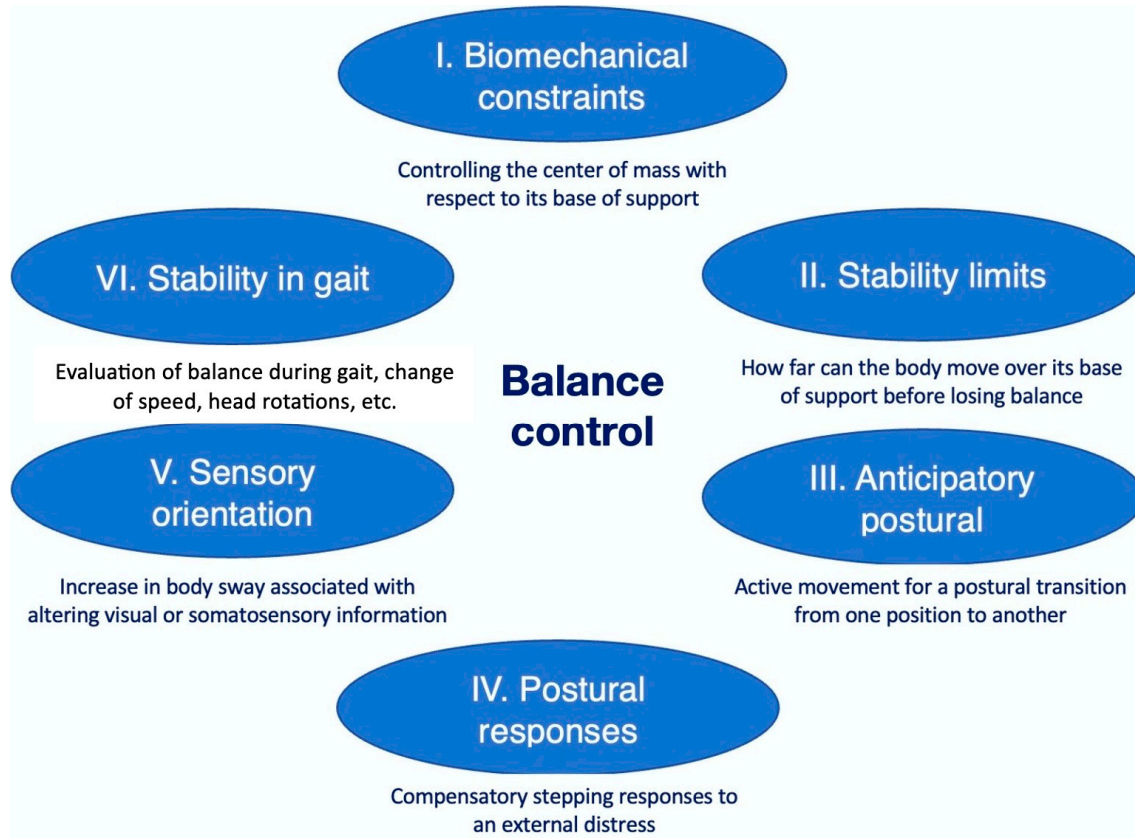 I. Biomechanical
constraints
Controlling the center of mass with
respect to its base of support
II. Stability limits
How far can the body move over its base
of support before losing balance
III. Anticipatory
postural
Active movement for a postural transition
from one position to another
IV. Postural
responses
Compensatory stepping responses to
an external distress
V. Sensory
orientation
Increase in body sway associated with
altering visual or somatosensory information
VI. Stability in gait
Evaluation of balance during gait, change
of speed, head rotations, etc.
Balance
control